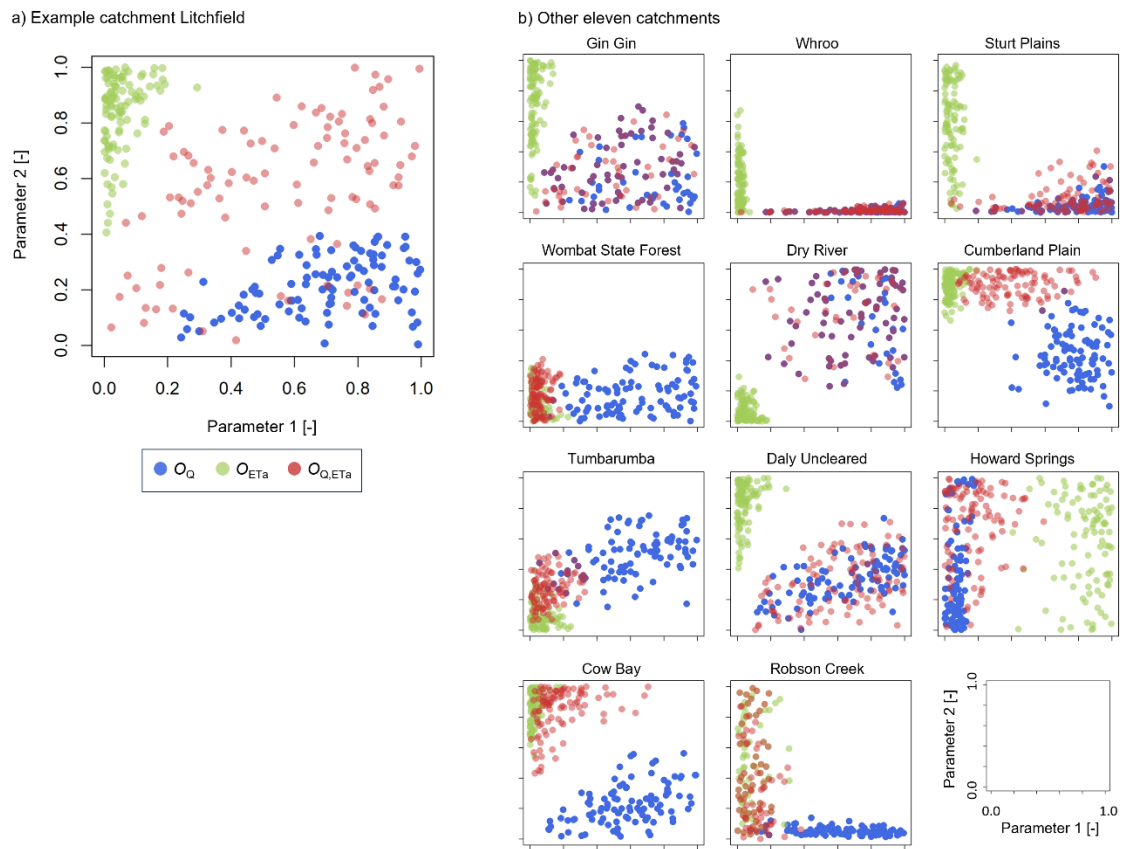 a) Example catchment Litchfield
1.0
0.8
0.6
0.4
0.2
0.0
Parameter 2 [-]
0.0 0.2 0.4 0.6 0.8 1.0
Parameter 1 [-]
OQ OETa OQ,ETa
b) Other eleven catchments
Gin Gin Whroo Sturt Plains
Wombat State Forest Dry River Cumberland Plain
Tumbarumba Daly Uncleared Howard Springs
Cow Bay Robson Creek
1.0
Parameter 2 [-]
0.0
0.0 1.0
Parameter 1 [-]